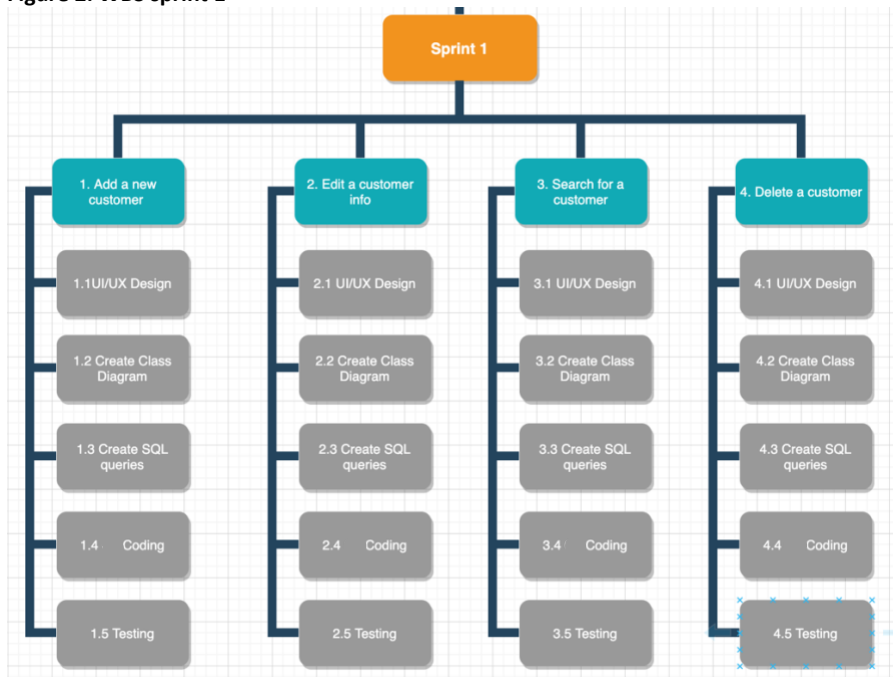 Sprint 1
1. Add a new
customer
2. Edit a customer
info
3. Search for a
customer
4. Delete a customer
1.1UI/UX Design
2.1 UI/UX Design
3.1 UI/UX Design
4.1 UI/UX Design
1.2 Create Class
Diagram
2.2 Create Class
Diagram
3.2 Create Class
Diagram
4.2 Create Class
Diagram
1.3 Create SQL
queries
2.3 Create SQL
queries
3.3 Create SQL
queries
4.3 Create SQL
queries
1.4 Coding
2.4 Coding
3.4 Coding
4.4 Coding
1.5 Testing
2.5 Testing
3.5 Testing
4.5 Testing